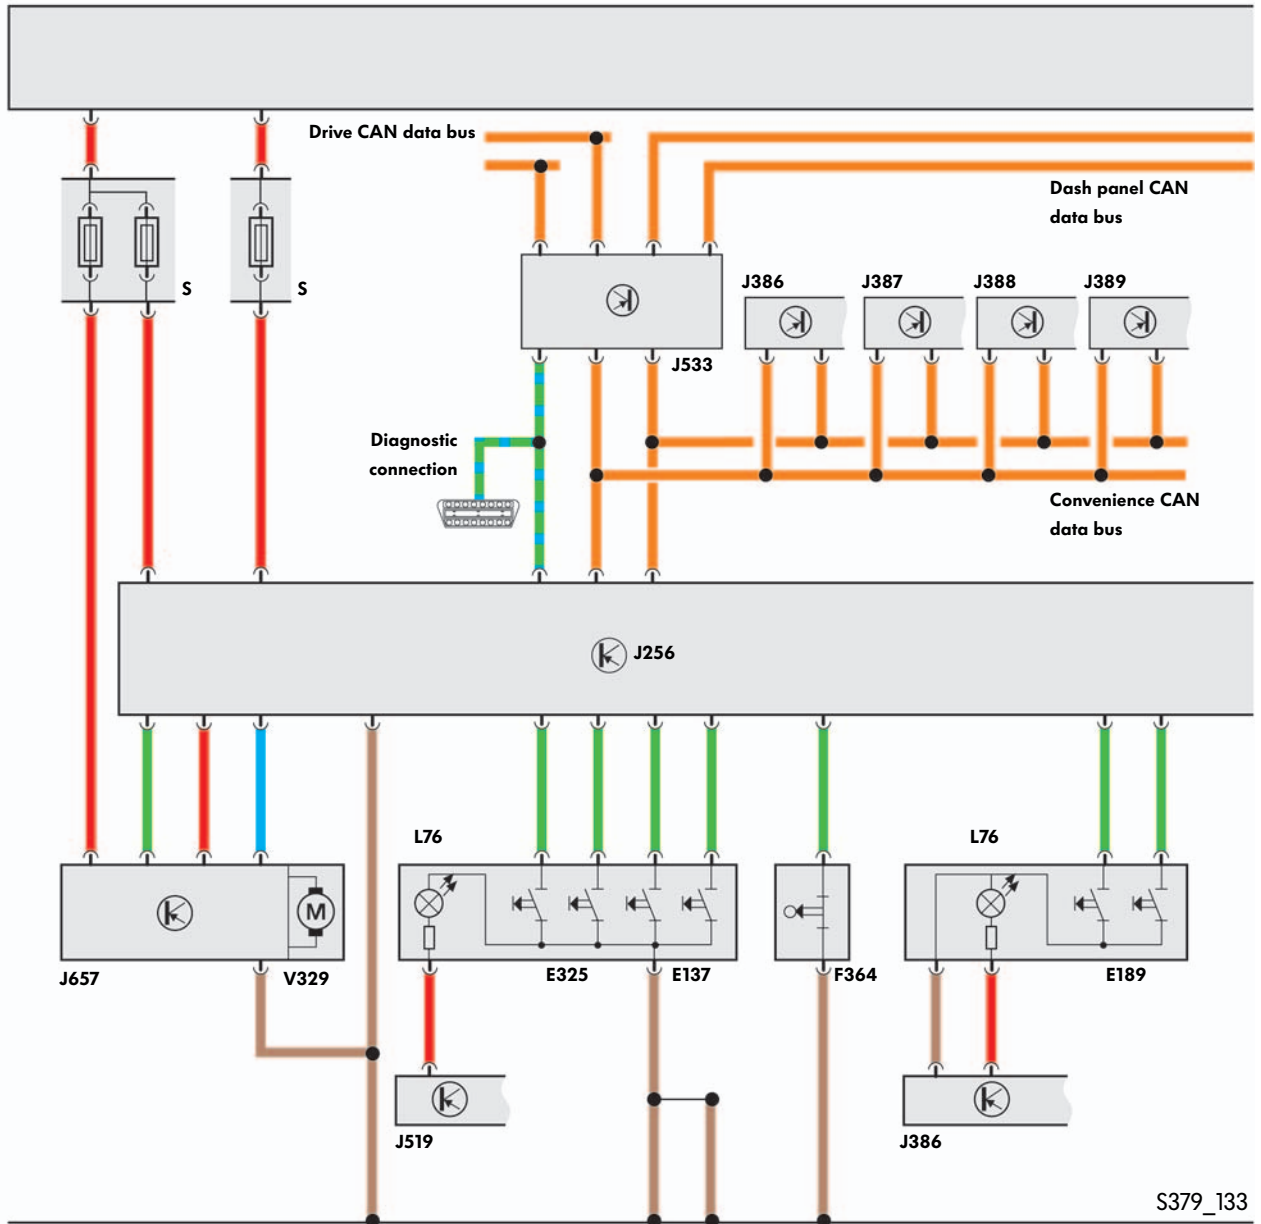 Drive CAN data bus
Dash panel CAN
data bus
S
S
J386
J387
J388
J389
J533
Diagnostic
connection
Convenience CAN
data bus
J256
L76
L76
M
J657
V329
E325
E137
F364
E189
J519
J386
S379_133